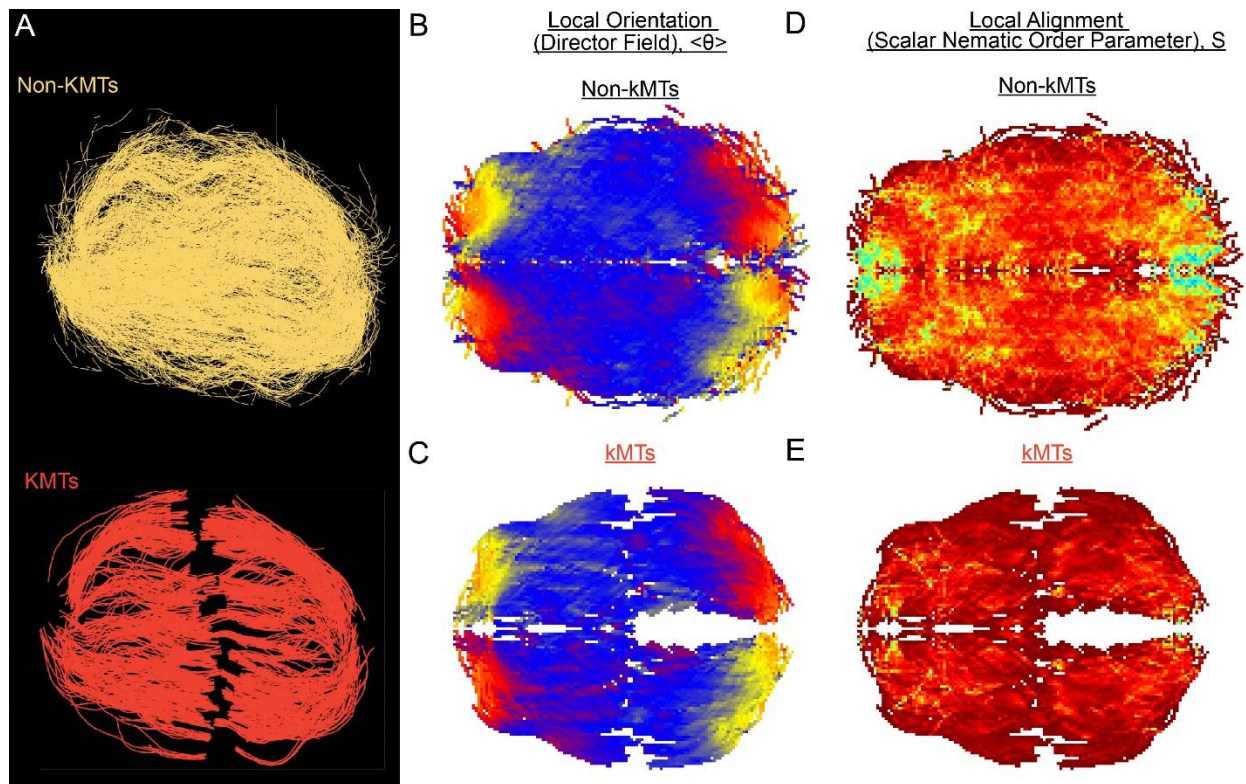 A
Non-KMTs
KMTs
B
Local Orientation
(Director Field), <θ>
Non-kMTs
C
kMTs
D
Local Alignment
(Scalar Nematic Order Parameter), S
Non-kMTs
E
kMTs